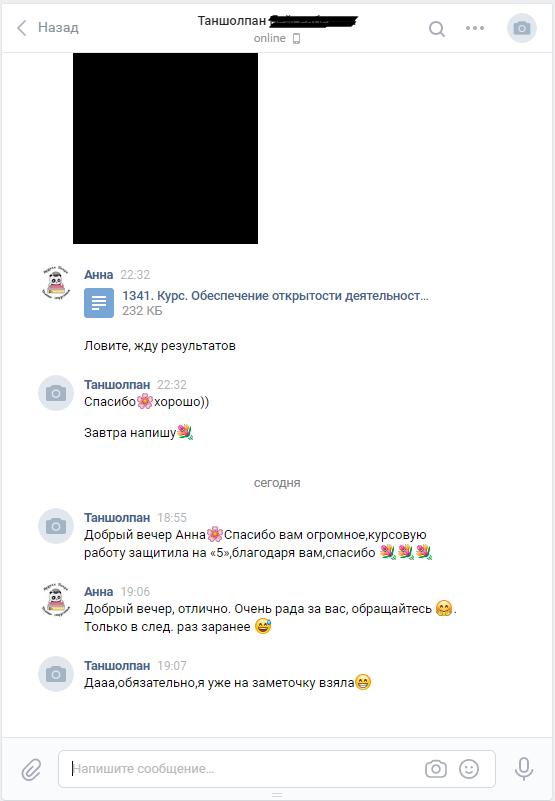 Назад
Таншолпан
online
Анна 22:32
1341. Курс. Обеспечение открытости деятельност...
232 КБ
Ловите, жду результатов
Таншолпан 22:32
Спасибо🌸хорошо))
Завтра напишу💐
сегодня
Таншолпан 18:55
Добрый вечер Анна🌸Спасибо вам огромное,курсовую
работу защитила на «5»,благодаря вам,спасибо 💐💐💐
Анна 19:06
Добрый вечер, отлично. Очень рада за вас, обращайтесь 🤗.
Только в след. раз заранее 😅
Таншолпан 19:07
Дааа,обязательно,я уже на заметочку взяла😁
Напишите сообщение...